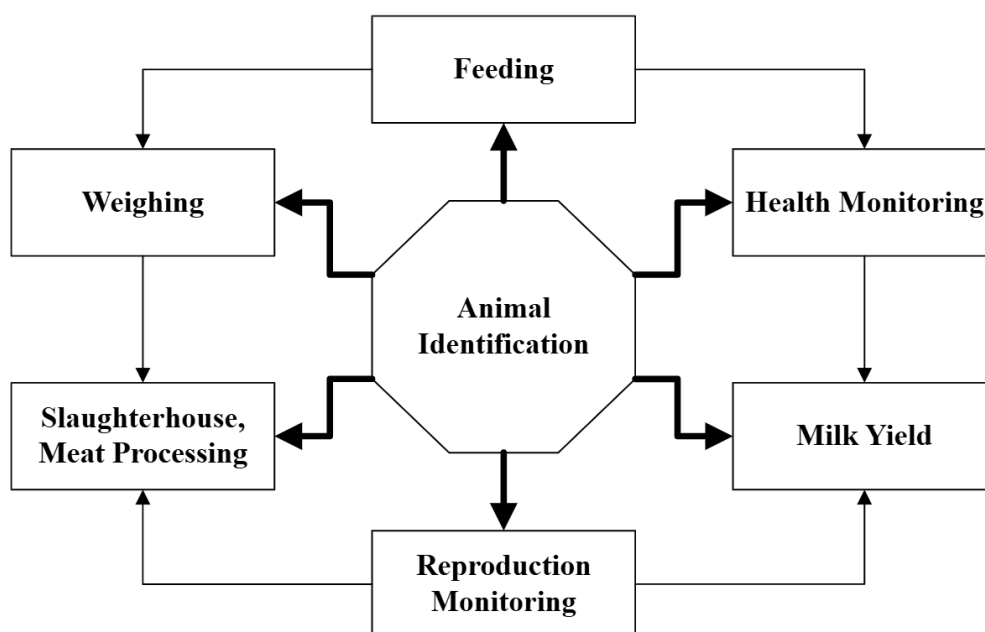 Feeding
Weighing
Health Monitoring
Animal
Identification
Slaughterhouse,
Meat Processing
Milk Yield
Reproduction
Monitoring